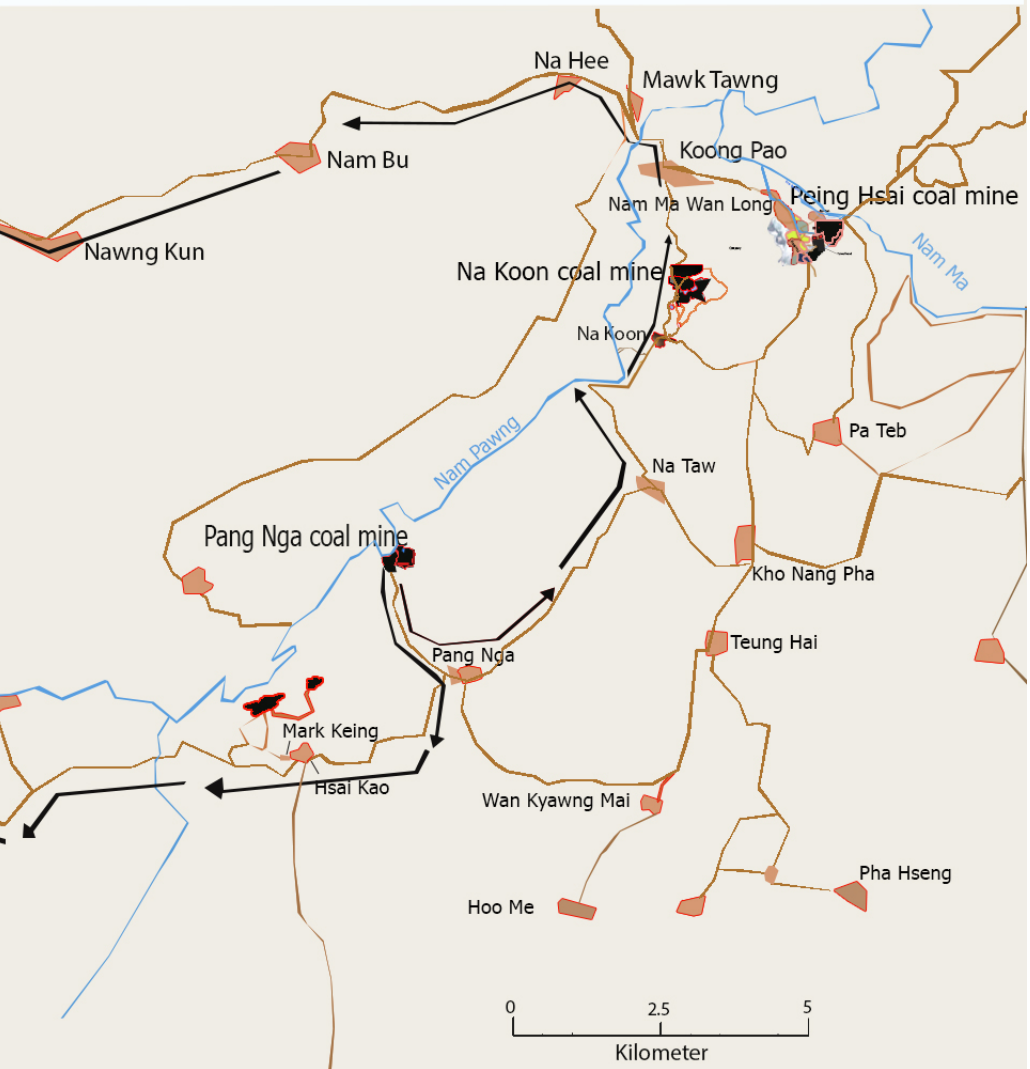 Na Hee
Mawk Tawng
Nam Bu
Koong Pao
Nam Ma Wan Long
Peing Hsai coal mine
Nawng Kun
Nam Ma
Na Koon coal mine
Na Koon
Nam Pawng
Pa Teb
Na Taw
Pang Nga coal mine
Kho Nang Pha
Teung Hai
Pang Nga
Mark Keing
Hsai Kao
Wan Kyawng Mai
Pha Hseng
Hoo Me
0 2.5 5
Kilometer